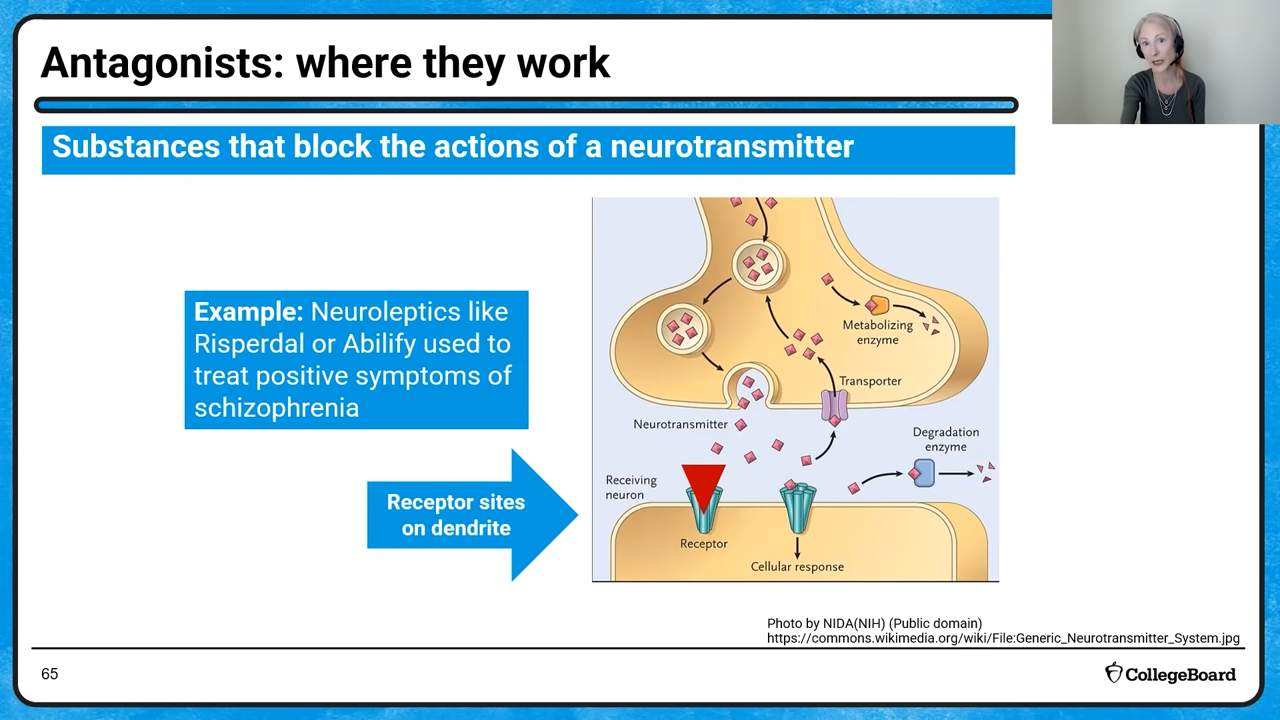 Antagonists: where they work
Substances that block the actions of a neurotransmitter
Example: Neuroleptics like
Risperdal or Abilify used to
treat positive symptoms of
schizophrenia
Receptor sites
on dendrite
Metabolizing
enzyme
Transporter
Neurotransmitter
Degradation
enzyme
Receiving
neuron
Receptor
Cellular response
Photo by NIDA(NIH) (Public domain)
https://commons.wikimedia.org/wiki/File:Generic_Neurotransmitter_System.jpg
65
CollegeBoard